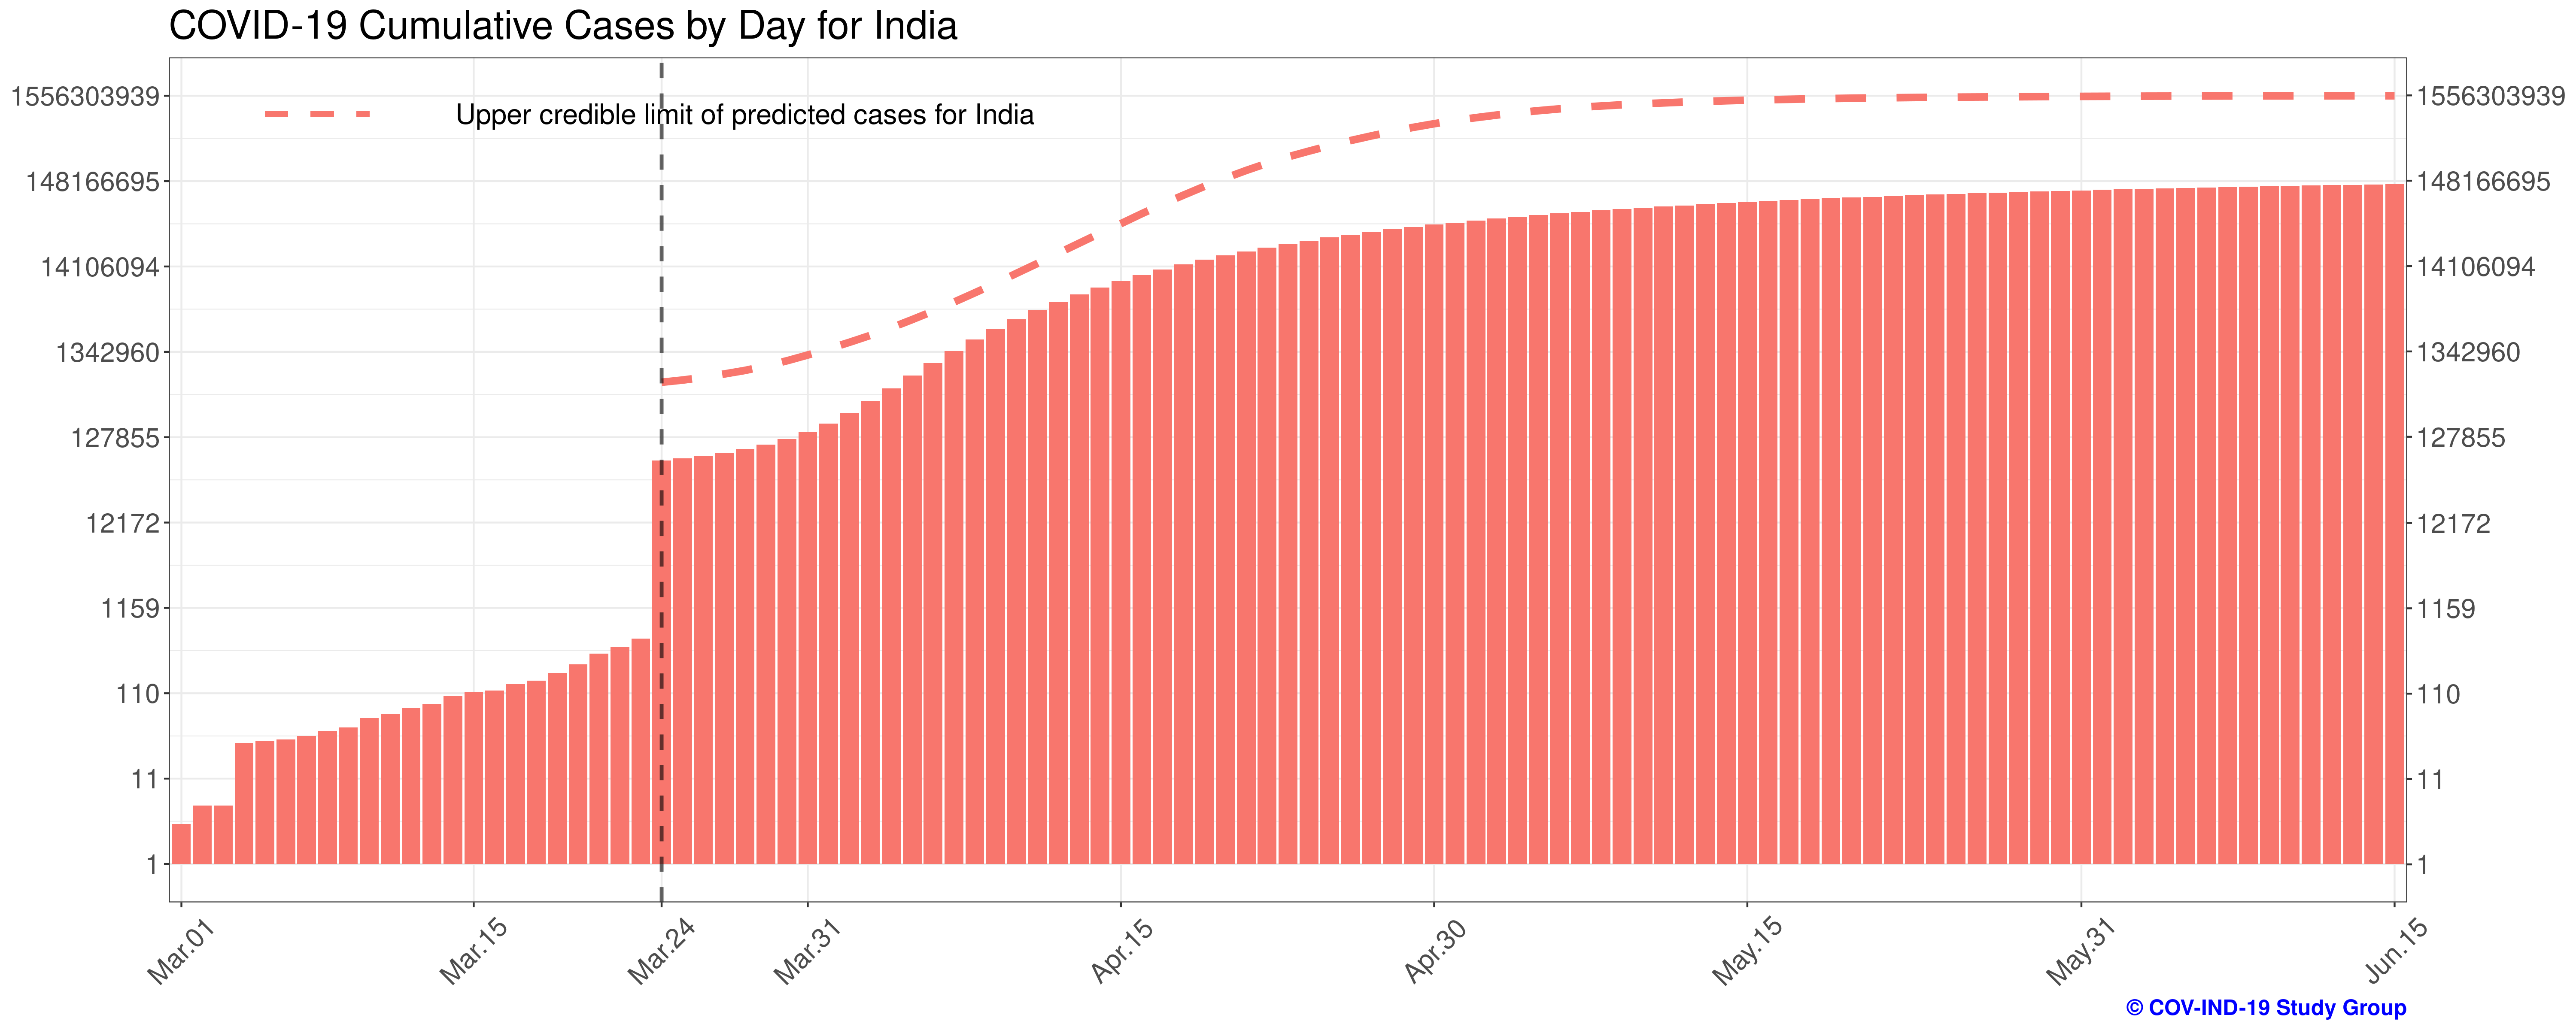 COVID-19 Cumulative Cases by Day for India
Upper credible limit of predicted cases for India
1556303939
148166695
14106094
1342960
127855
12172
1159
110
11
1
1556303939
148166695
14106094
1342960
127855
12172
1159
110
11
1
Mar.01
Mar.15
Mar.24
Mar.31
Apr.15
Apr.30
May.15
May.31
Jun.15
© COV-IND-19 Study Group